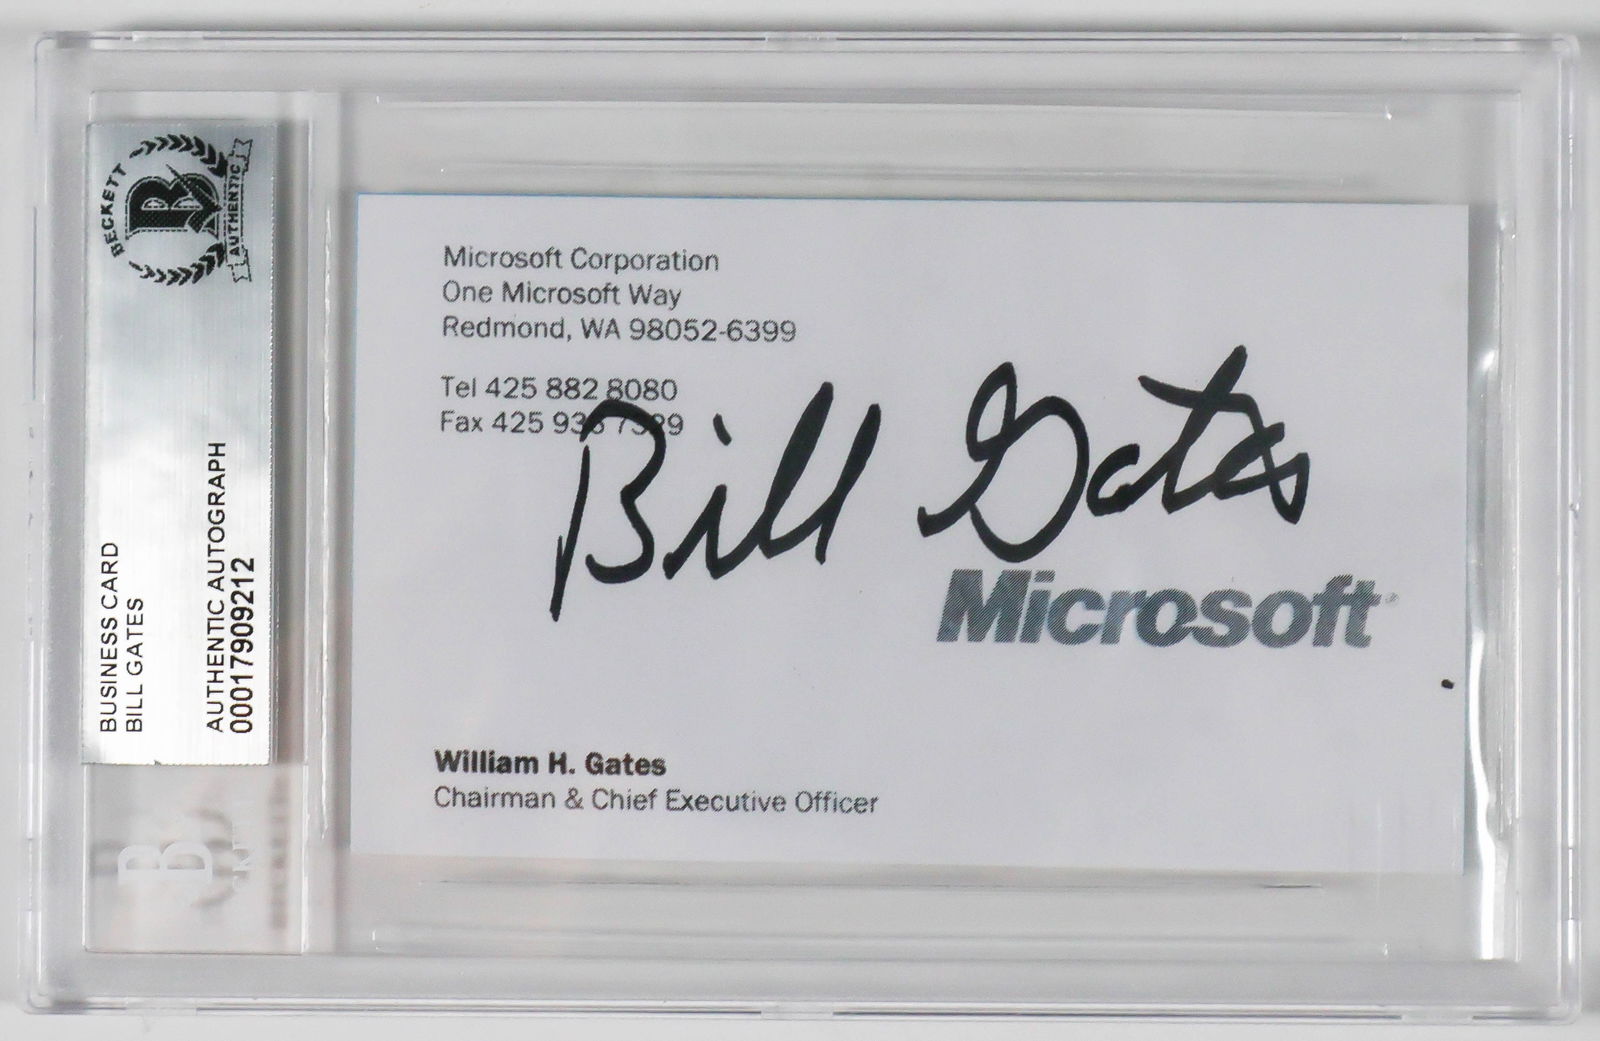 BECKETT
B
AUTHENTIC
BUSINESS CARD
BILL GATES
AUTHENTIC AUTOGRAPH
00017909212
Microsoft Corporation
One Microsoft Way
Redmond, WA 98052-6399
Tel 425 882 8080
Fax 425
Bill Gates
Microsoft
William H. Gates
Chairman & Chief Executive Officer